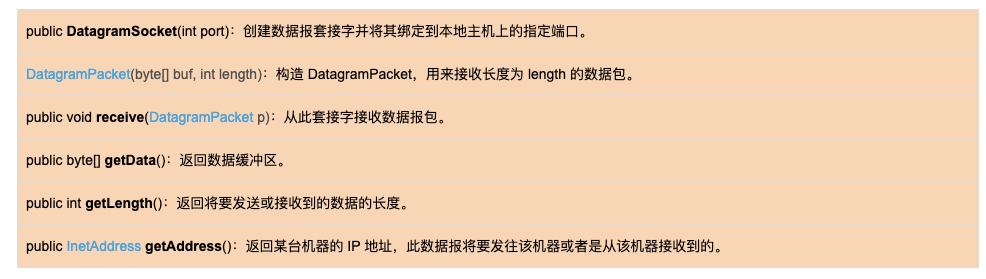 public DatagramSocket(int port)：创建数据报套接字并将其绑定到本地主机上的指定端口。
DatagramPacket(byte[] buf, int length)：构造 DatagramPacket，用来接收长度为 length 的数据包。
public void receive(DatagramPacket p)：从此套接字接收数据报包。
public byte[] getData()：返回数据缓冲区。
public int getLength()：返回将要发送或接收到的数据的长度。
public InetAddress getAddress()：返回某台机器的 IP 地址，此数据报将要发往该机器或者是从该机器接收到的。